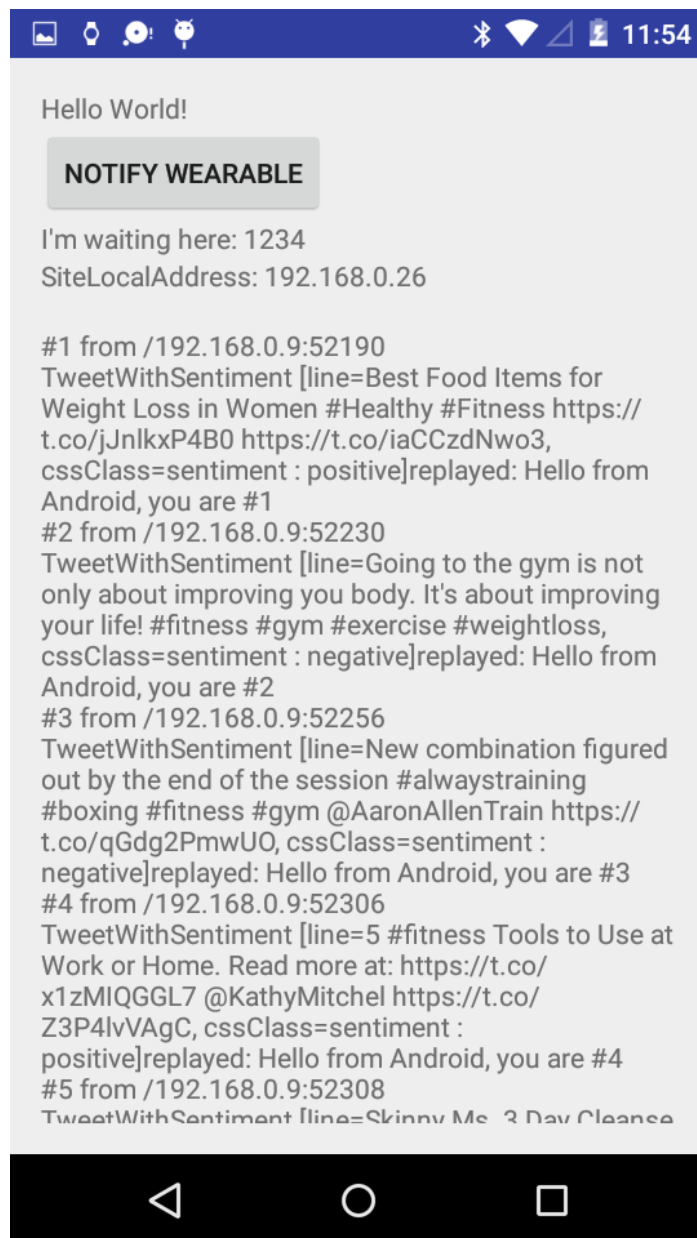 11:54
Hello World!
NOTIFY WEARABLE
I'm waiting here: 1234
SiteLocalAddress: 192.168.0.26
#1 from /192.168.0.9:52190
TweetWithSentiment [line=Best Food Items for
Weight Loss in Women #Healthy #Fitness https://
t.co/jJnlkxP4B0 https://t.co/iaCCzdNwo3,
cssClass=sentiment : positive]replayed: Hello from
Android, you are #1
#2 from /192.168.0.9:52230
TweetWithSentiment [line=Going to the gym is not
only about improving you body. It's about improving
your life! #fitness #gym #exercise #weightloss,
cssClass=sentiment : negative]replayed: Hello from
Android, you are #2
#3 from /192.168.0.9:52256
TweetWithSentiment [line=New combination figured
out by the end of the session #alwaystraining
#boxing #fitness #gym @AaronAllenTrain https://
t.co/qGdg2PmwUO, cssClass=sentiment :
negative]replayed: Hello from Android, you are #3
#4 from /192.168.0.9:52306
TweetWithSentiment [line=5 #fitness Tools to Use at
Work or Home. Read more at: https://t.co/
x1zMIQGGL7 @KathyMitchel https://t.co/
Z3P4lvVAgC, cssClass=sentiment :
positive]replayed: Hello from Android, you are #4
#5 from /192.168.0.9:52308
TweetWithSentiment [line=Skinny Ms. 3 Day Cleanse